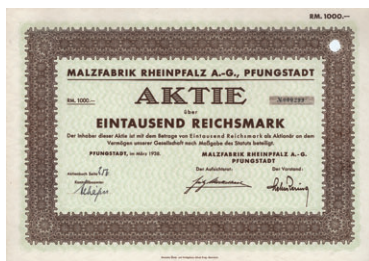 RM. 1000.—
MALZFABRIK RHEINPFALZ A.-G., PFUNGSTADT
RM. 1000.—
AKTIE
über
EINTAUSEND REICHSMARK
Der Inhaber dieser Aktie ist mit dem Betrage von Eintausend Reichsmark als Aktionär an dem
Vermögen unserer Gesellschaft nach Maßgabe des Statuts beteiligt.
PFUNGSTADT, im März 1938.
MALZFABRIK RHEINPFALZ A.-G.
PFUNGSTADT
Der Aufsichtsrat:
Der Vorstand: